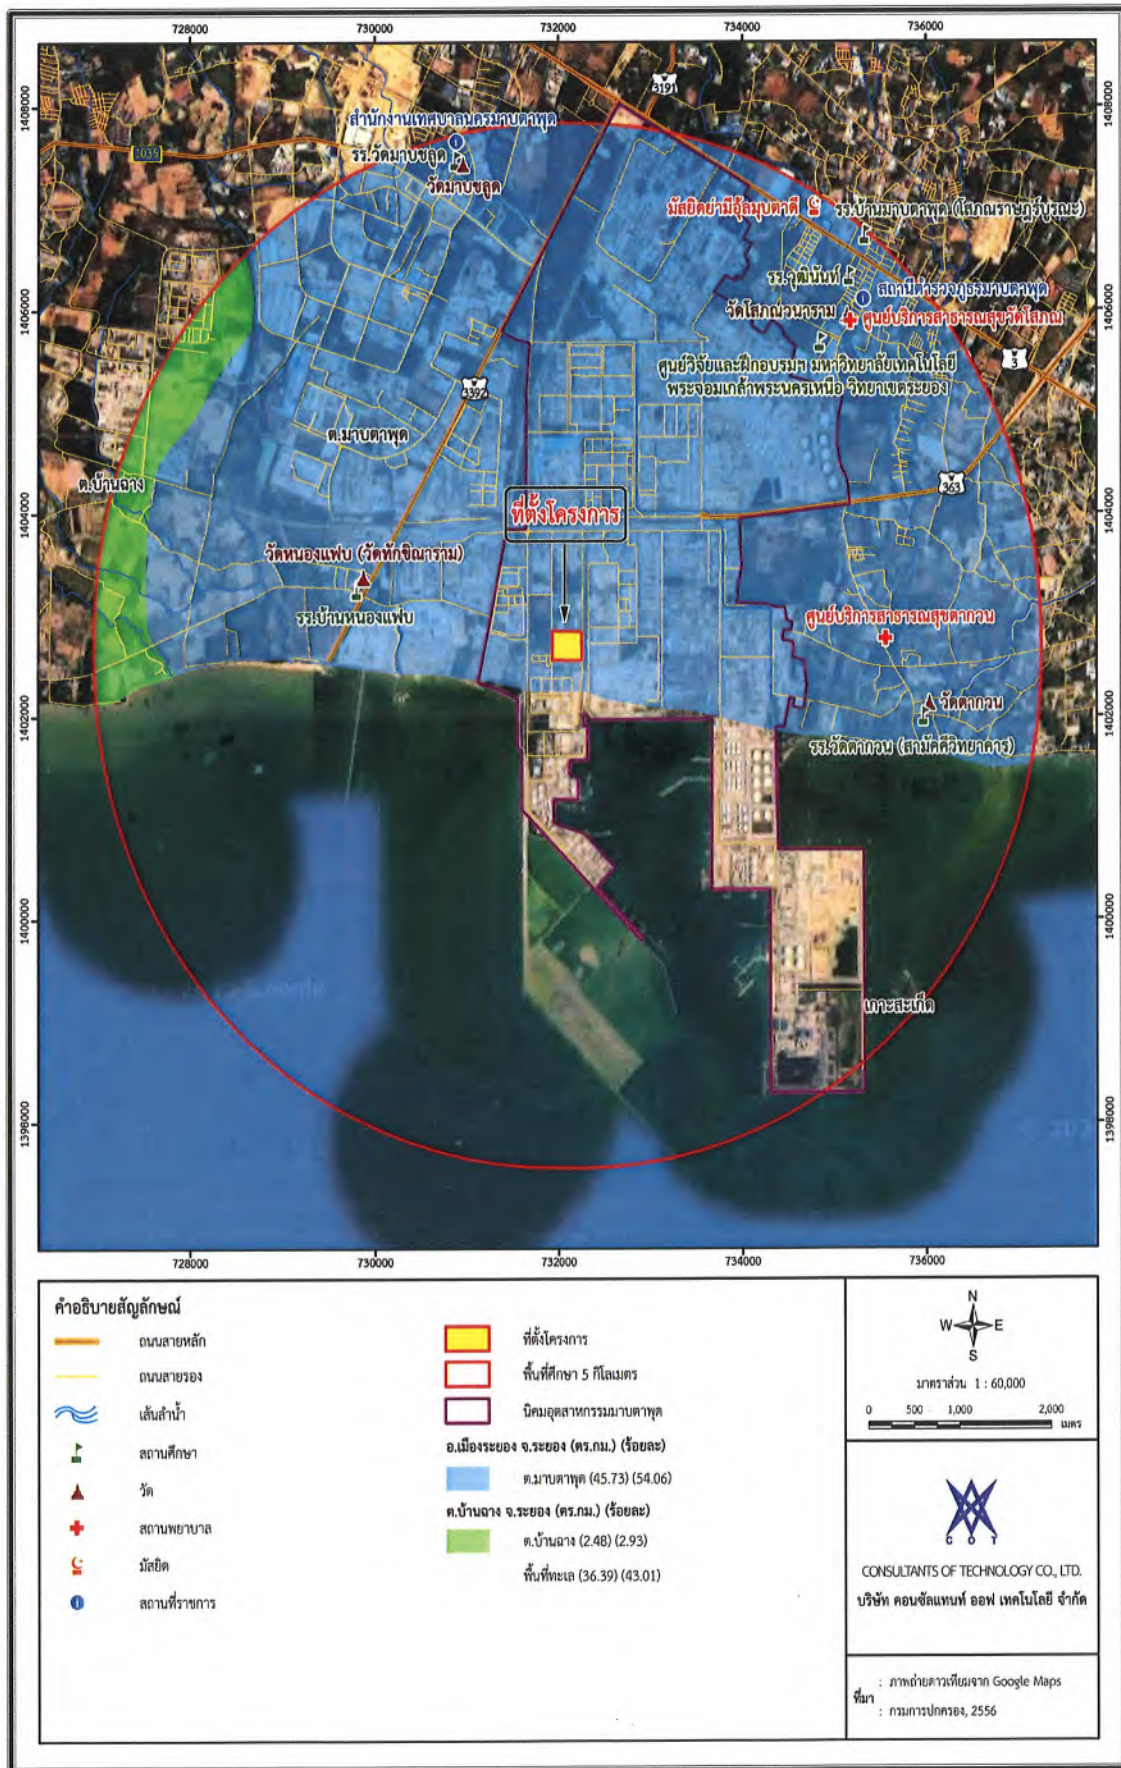 728000
730000
732000
734000
736000
1408000
1408000
3191
สำนักงานเทศบาลนครมาบตาพุด
1035
รร.วัดมาบชลูด
วัดมาบชลูด
มัสยิดย่ามีอุ้ลมุบตาดี
รร.บ้านมาบตาพุด (โสภณราษฎร์บูรณะ)
รร.วุฒินันท์
สถานีตำรวจภูธรมาบตาพุด
1406000
1406000
วัดโสภณวนาราม
ศูนย์บริการสาธารณสุขวัดโสภณ
3
ศูนย์วิจัยและฝึกอบรมฯ มหาวิทยาลัยเทคโนโลยี
พระจอมเกล้าพระนครเหนือ วิทยาเขตระยอง
3392
ต.มาบตาพุด
ต.บ้านฉาง
363
1404000
1404000
ที่ตั้งโครงการ
วัดหนองแฟบ (วัดทักขิณาราม)
รร.บ้านหนองแฟบ
ศูนย์บริการสาธารณสุขตากวน
1402000
1402000
วัดตากวน
รร.วัดตากวน (สามัคคีวิทยาคาร)
1400000
1400000
เกาะสะเก็ด
1398000
1398000
728000
730000
732000
734000
736000
คำอธิบายสัญลักษณ์
ถนนสายหลัก
ถนนสายรอง
เส้นลำน้ำ
สถานศึกษา
วัด
สถานพยาบาล
มัสยิด
สถานที่ราชการ
ที่ตั้งโครงการ
พื้นที่ศึกษา 5 กิโลเมตร
นิคมอุตสาหกรรมมาบตาพุด
อ.เมืองระยอง จ.ระยอง (ตร.กม.) (ร้อยละ)
ต.มาบตาพุด (45.73) (54.06)
ต.บ้านฉาง จ.ระยอง (ตร.กม.) (ร้อยละ)
ต.บ้านฉาง (2.48) (2.93)
พื้นที่ทะเล (36.39) (43.01)
N
W E
S
มาตราส่วน 1 : 60,000
0 500 1,000 2,000
เมตร
C O T
CONSULTANTS OF TECHNOLOGY CO., LTD.
บริษัท คอนซัลแทนท์ ออฟ เทคโนโลยี จำกัด
ที่มา
: ภาพถ่ายดาวเทียมจาก Google Maps
: กรมการปกครอง, 2556